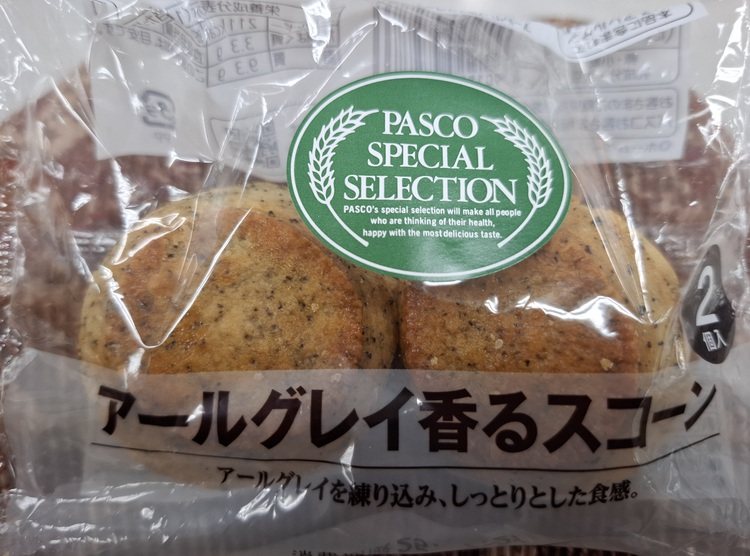 PASCO
SPECIAL
SELECTION
PASCO's special selection will make all people
who are thinking of their health,
happy with the most delicious taste.
2
個入
アールグレイ香るスコーン
アールグレイを練り込み、しっとりとした食感。